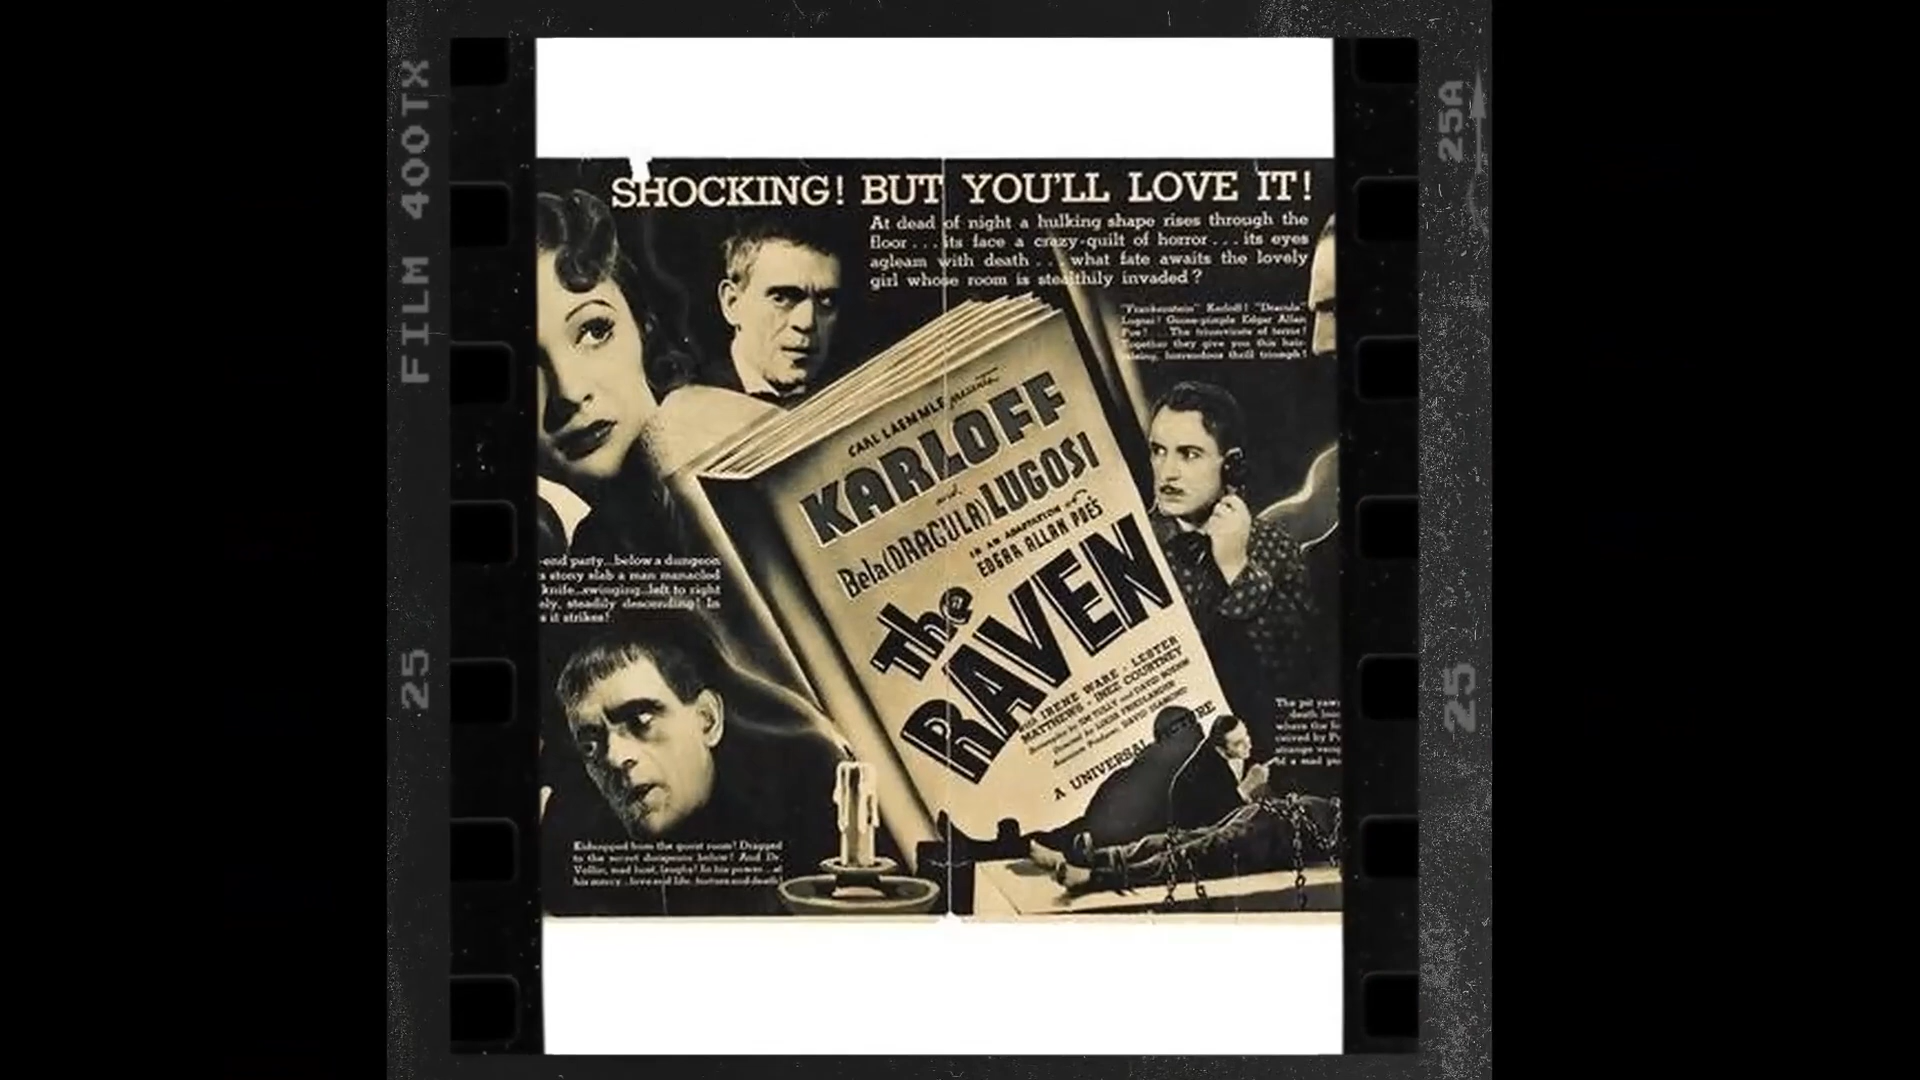 FILM 400TX
25
25A
25
SHOCKING! BUT YOU'LL LOVE IT!
At dead of night a hulking shape rises through the
floor . . . its face a crazy-quilt of horror . . . its eyes
agleam with death . . . what fate awaits the lovely
girl whose room is stealthily invaded?
"Frankenstein" Karloff! "Dracula"
Lugosi! Goose-pimple Edgar Allan
Poe! The triumvirate of terror!
Together they give you this hair-
raising, horrendous thrill triumph!
CARL LAEMMLE presents
KARLOFF
and
Bela (DRACULA) LUGOSI
IN AN ADAPTATION OF
EDGAR ALLAN POE'S
The
RAVEN
with IRENE WARE - LESTER
MATTHEWS - INEZ COURTNEY
Directed by LOUIS FRIEDLANDER
A UNIVERSAL PICTURE
-end party...below a dungeon
a stony slab a man manacled
knife...swinging...left to right
ely, steadily descending! In
s it strikes!
Kidnapped from the guest room! Dragged
to the secret dungeons below! And Dr.
Vollin, mad host, laughs! In his power...at
his mercy...love and life, torture and death!
The pit yaw
death
where the
strange
of a mad